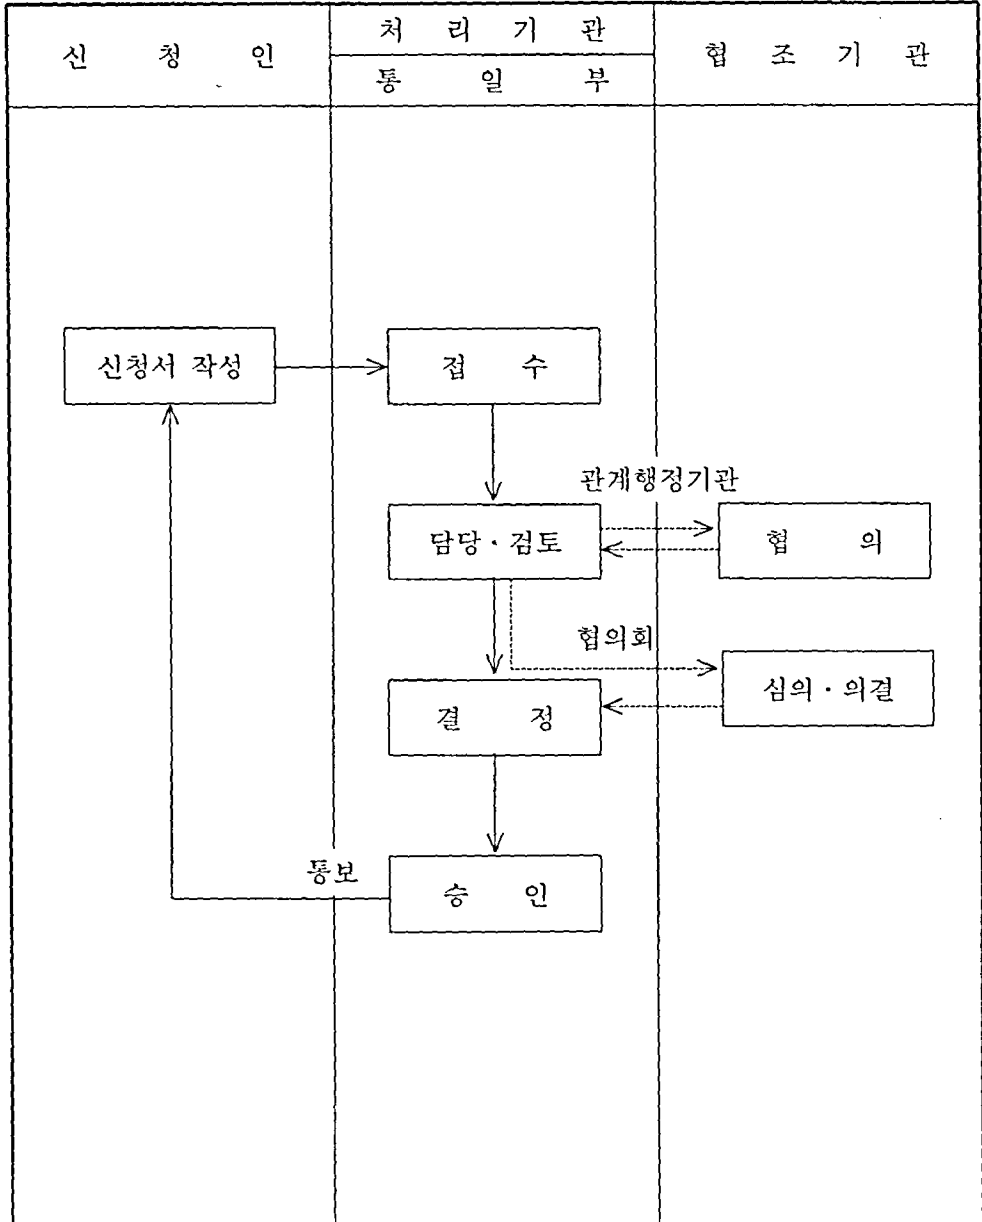 신 청 인
처 리 기 관
통 일 부
협 조 기 관
신청서 작성
접 수
관계행정기관
담당·검토
협 의
협의회
심의·의결
결 정
통보
승 인